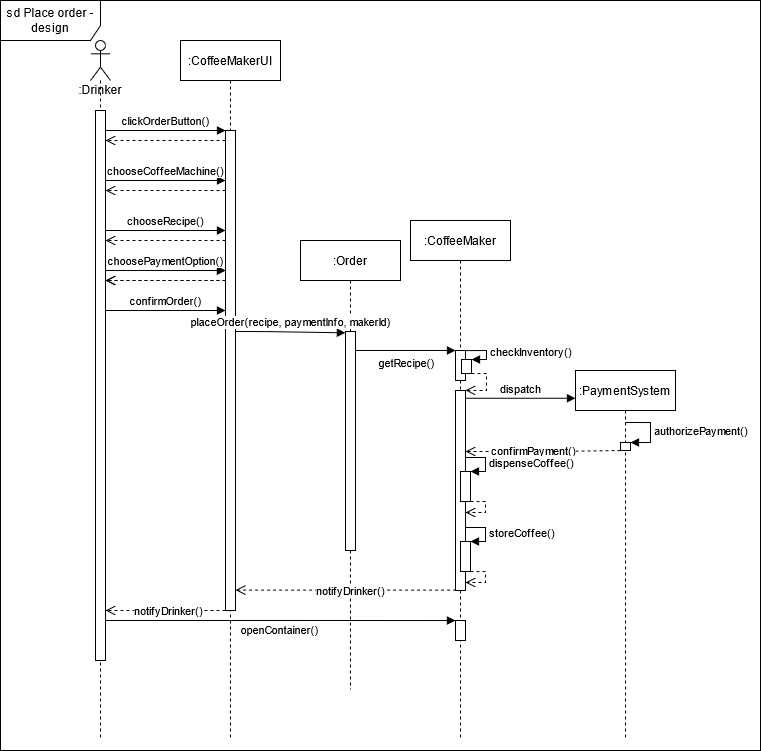 sd Place order -
design
:Drinker
:CoffeeMakerUI
clickOrderButton()
chooseCoffeeMachine()
chooseRecipe()
:Order
:CoffeeMaker
choosePaymentOption()
confirmOrder()
placeOrder(recipe, paymentInfo, makerId)
getRecipe()
checkInventory()
dispatch
:PaymentSystem
authorizePayment()
confirmPayment()
dispenseCoffee()
storeCoffee()
notifyDrinker()
notifyDrinker()
openContainer()